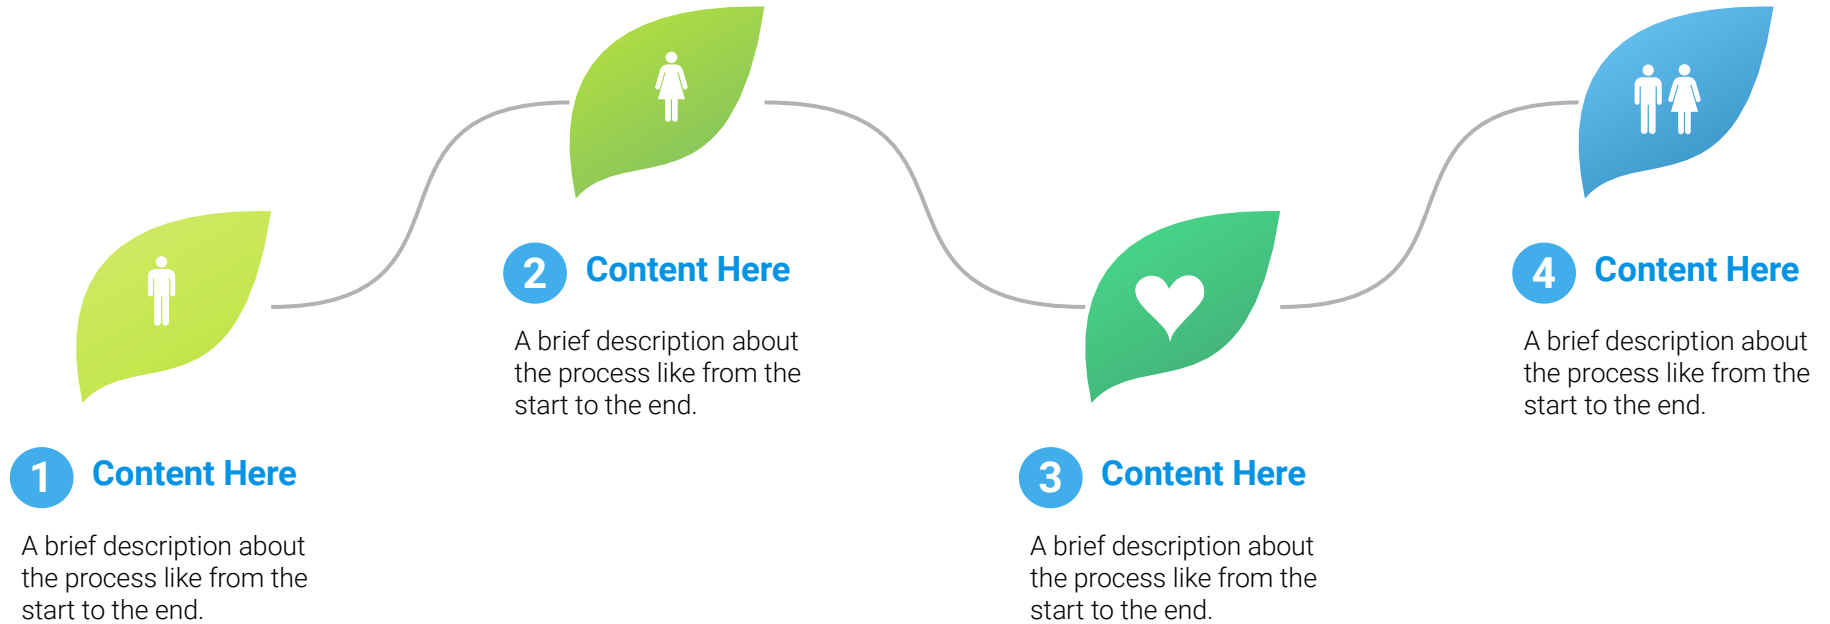 1 Content Here
A brief description about
the process like from the
start to the end.
2 Content Here
A brief description about
the process like from the
start to the end.
3 Content Here
A brief description about
the process like from the
start to the end.
4 Content Here
A brief description about
the process like from the
start to the end.